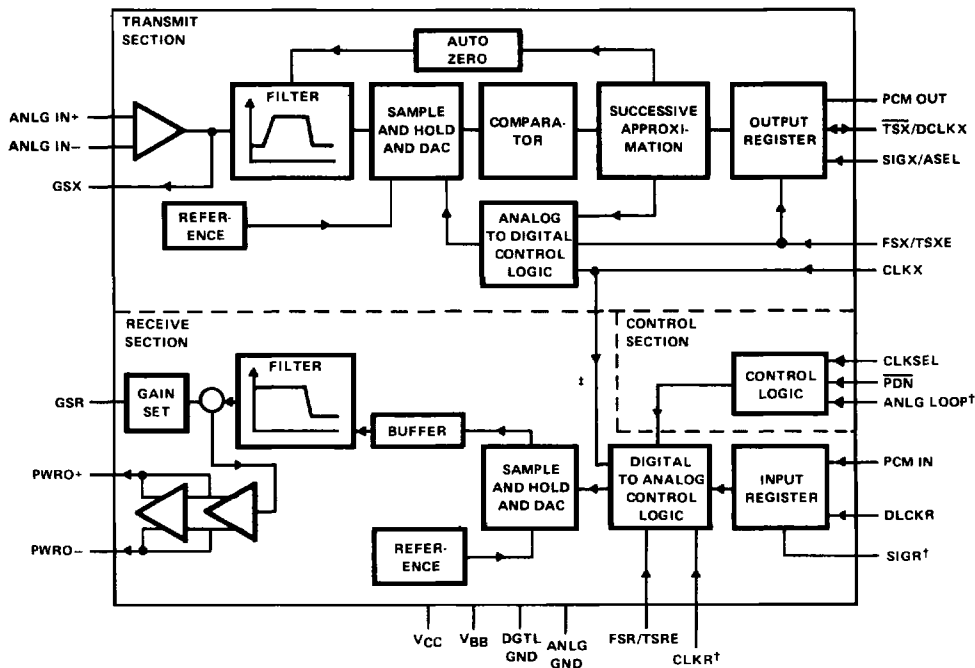 TRANSMIT
SECTION
AUTO
ZERO
FILTER
SAMPLE
AND HOLD
AND DAC
COMPARA-
TOR
SUCCESSIVE
APPROXI-
MATION
OUTPUT
REGISTER
ANLG IN+
ANLG IN−
GSX
PCM OUT
TSX/DCLKX
SIGX/ASEL
REFER-
ENCE
ANALOG
TO DIGITAL
CONTROL
LOGIC
FSX/TSXE
CLKX
RECEIVE
SECTION
CONTROL
SECTION
FILTER
GSR
GAIN
SET
BUFFER
‡
CONTROL
LOGIC
CLKSEL
PDN
ANLG LOOP†
PWRO+
PWRO−
SAMPLE
AND HOLD
AND DAC
DIGITAL
TO ANALOG
CONTROL
LOGIC
INPUT
REGISTER
PCM IN
DLCKR
SIGR†
REFER-
ENCE
VCC
VBB
DGTL
GND
ANLG
GND
FSR/TSRE
CLKR†